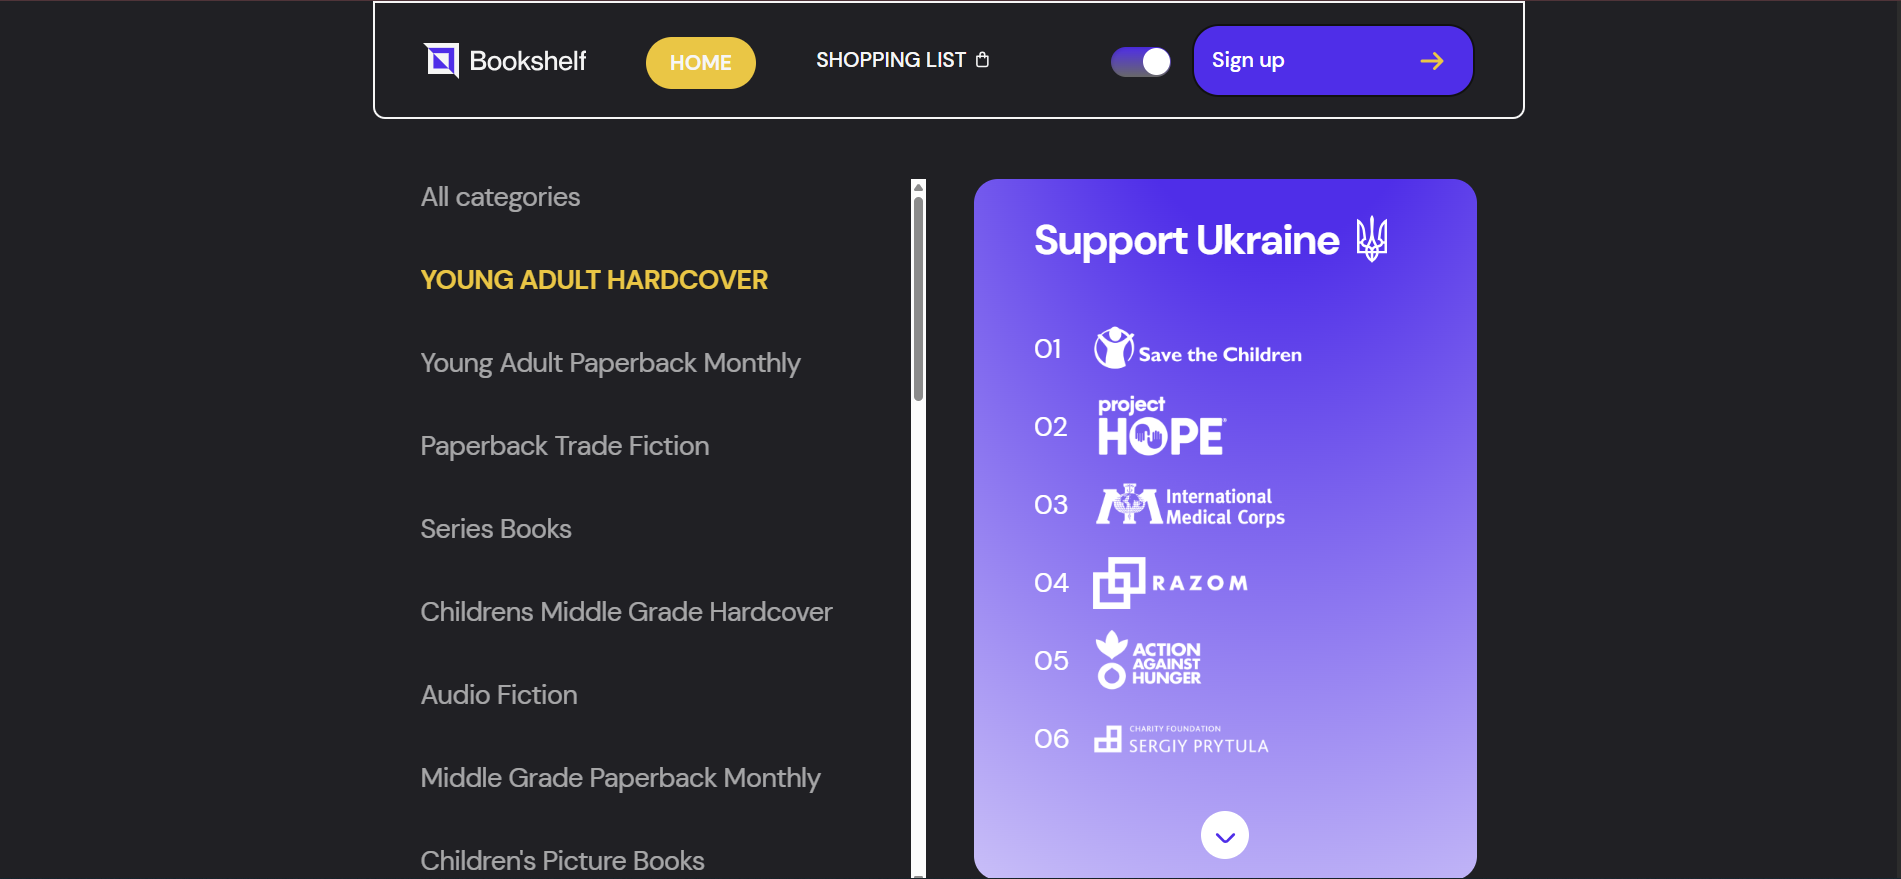 Bookshelf
HOME
SHOPPING LIST
Sign up
All categories
YOUNG ADULT HARDCOVER
Young Adult Paperback Monthly
Paperback Trade Fiction
Series Books
Childrens Middle Grade Hardcover
Audio Fiction
Middle Grade Paperback Monthly
Children's Picture Books
Support Ukraine
01
Save the Children
02
project
HOPE
03
International
Medical Corps
04
RAZOM
05
ACTION
AGAINST
HUNGER
06
CHARITY FOUNDATION
SERGIY PRYTULA